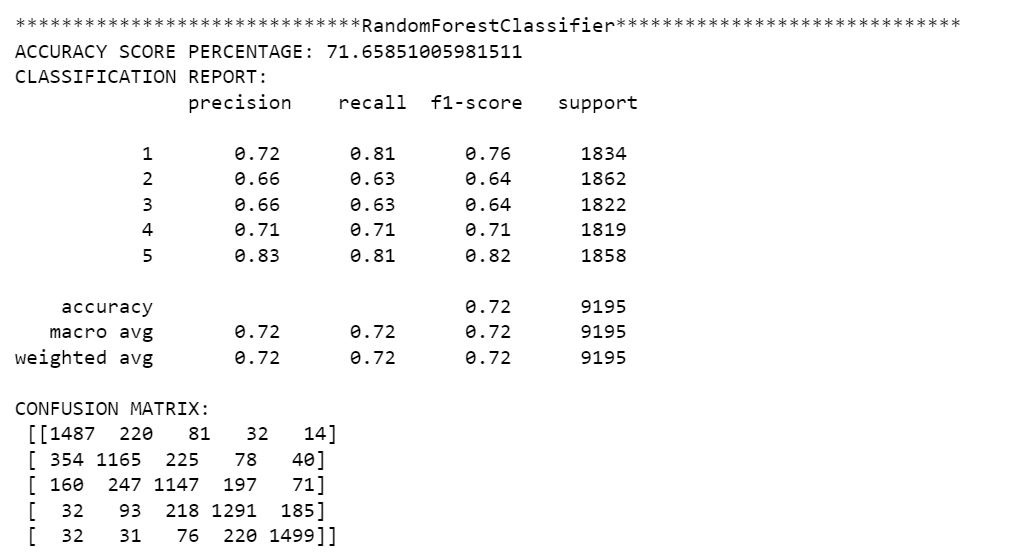 ******************************RandomForestClassifier******************************
ACCURACY SCORE PERCENTAGE: 71.65851005981511
CLASSIFICATION REPORT:
               precision    recall  f1-score   support

           1       0.72      0.81      0.76      1834
           2       0.66      0.63      0.64      1862
           3       0.66      0.63      0.64      1822
           4       0.71      0.71      0.71      1819
           5       0.83      0.81      0.82      1858

    accuracy                           0.72      9195
   macro avg       0.72      0.72      0.72      9195
weighted avg       0.72      0.72      0.72      9195

CONFUSION MATRIX:
 [[1487  220   81   32   14]
 [ 354 1165  225   78   40]
 [ 160  247 1147  197   71]
 [  32   93  218 1291  185]
 [  32   31   76  220 1499]]